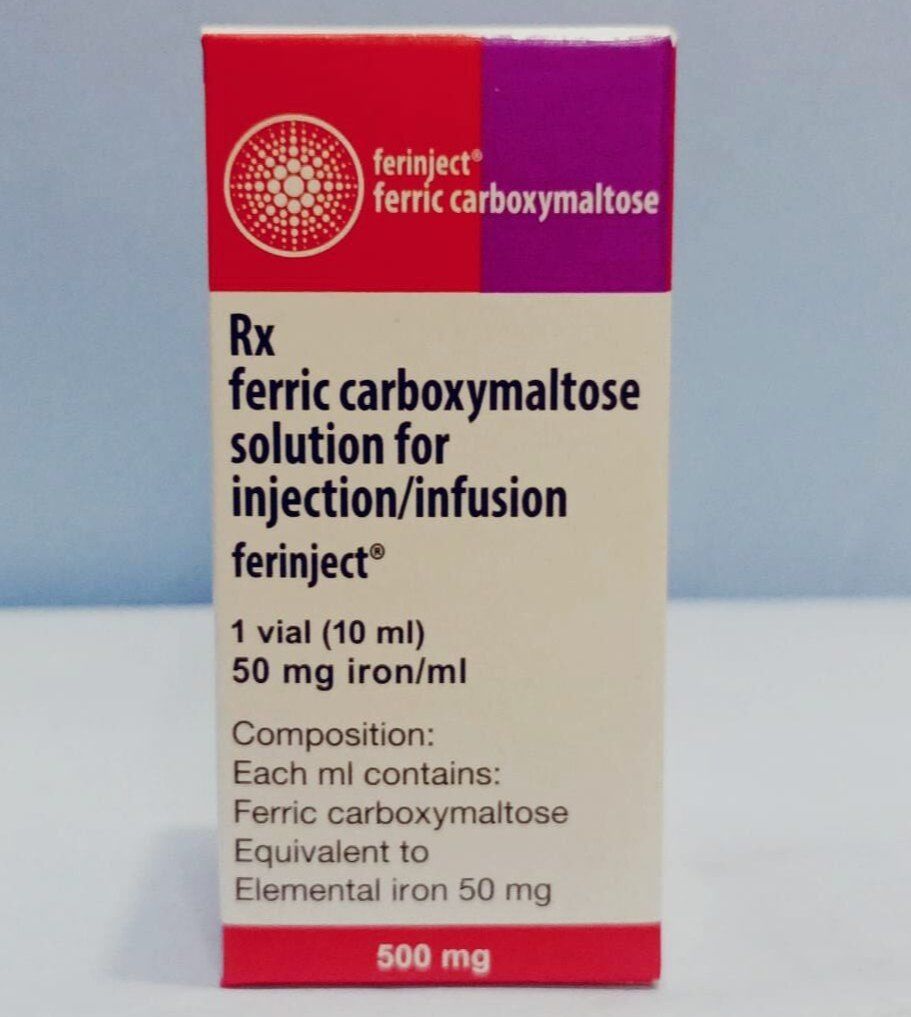 ferinject®
ferric carboxymaltose
Rx
ferric carboxymaltose
solution for
injection/infusion
ferinject®
1 vial (10 ml)
50 mg iron/ml
Composition:
Each ml contains:
Ferric carboxymaltose
Equivalent to
Elemental iron 50 mg
500 mg